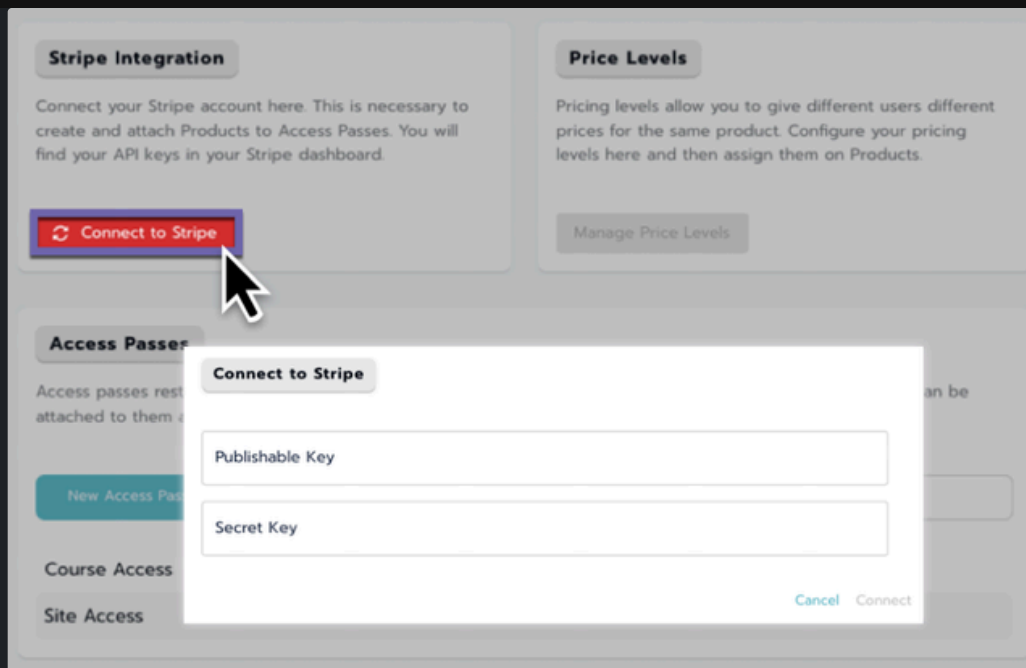 Stripe Integration
Connect your Stripe account here. This is necessary to
create and attach Products to Access Passes. You will
find your API keys in your Stripe dashboard.
Connect to Stripe
Price Levels
Pricing levels allow you to give different users different
prices for the same product. Configure your pricing
levels here and then assign them on Products.
Manage Price Levels
Access Passes
Access passes rest
an be
attached to them a
New Access Pas
Course Access
Site Access
Connect to Stripe
Publishable Key
Secret Key
Cancel Connect